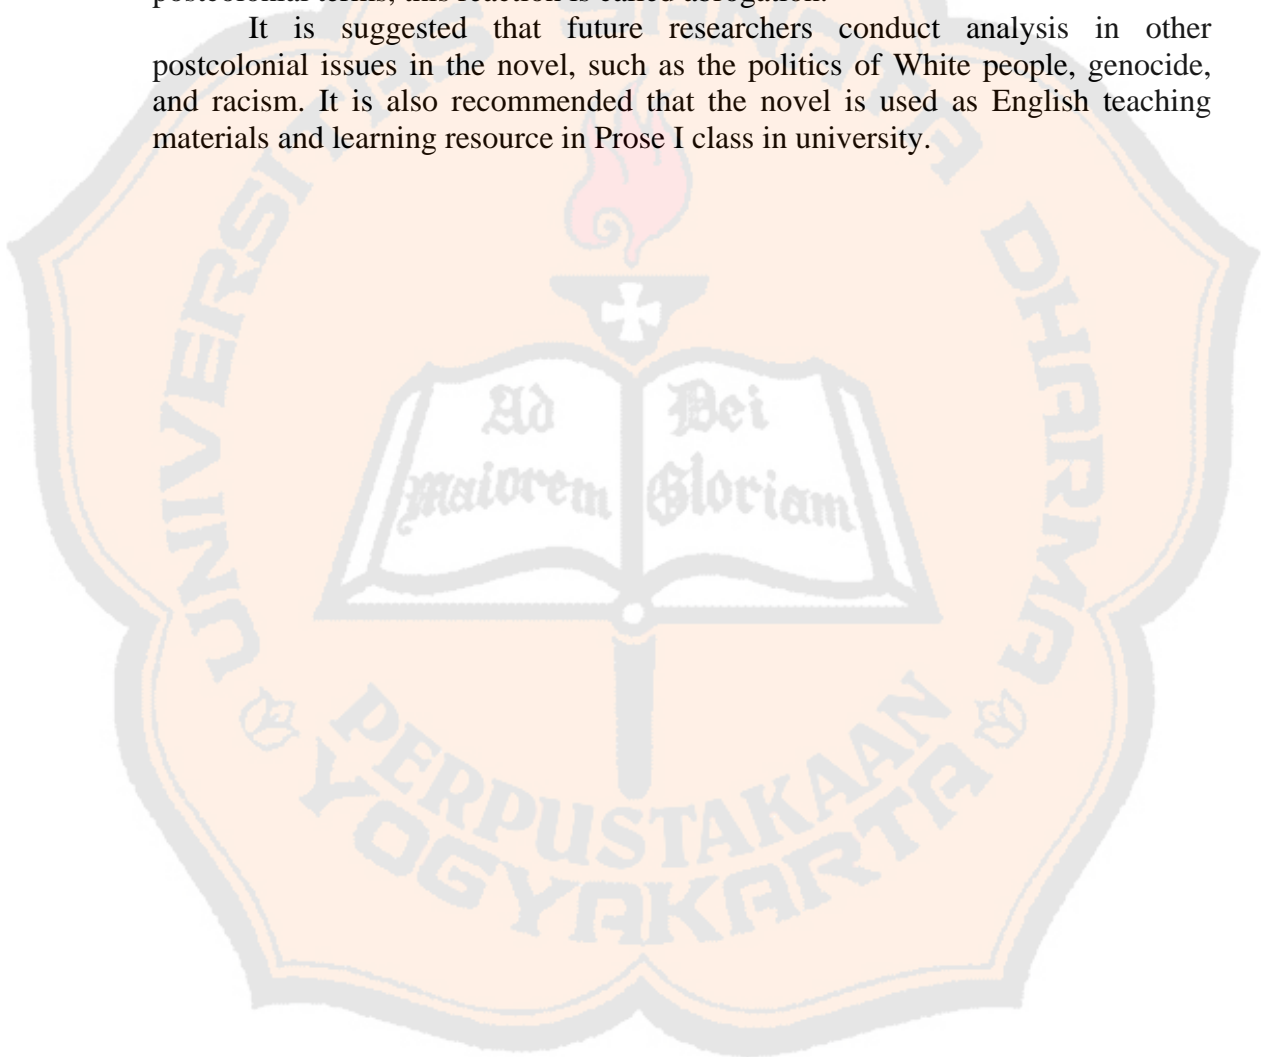 postcolonial terms, this reaction is called abrogation.
It is suggested that future researchers conduct analysis in other
postcolonial issues in the novel, such as the politics of White people, genocide,
and racism. It is also recommended that the novel is used as English teaching
materials and learning resource in Prose I class in university.
UNIVERSITAS SANATA DHARMA
Ad Dei
Maiorem Gloriam
PERPUSTAKAAN
YOGYAKARTA